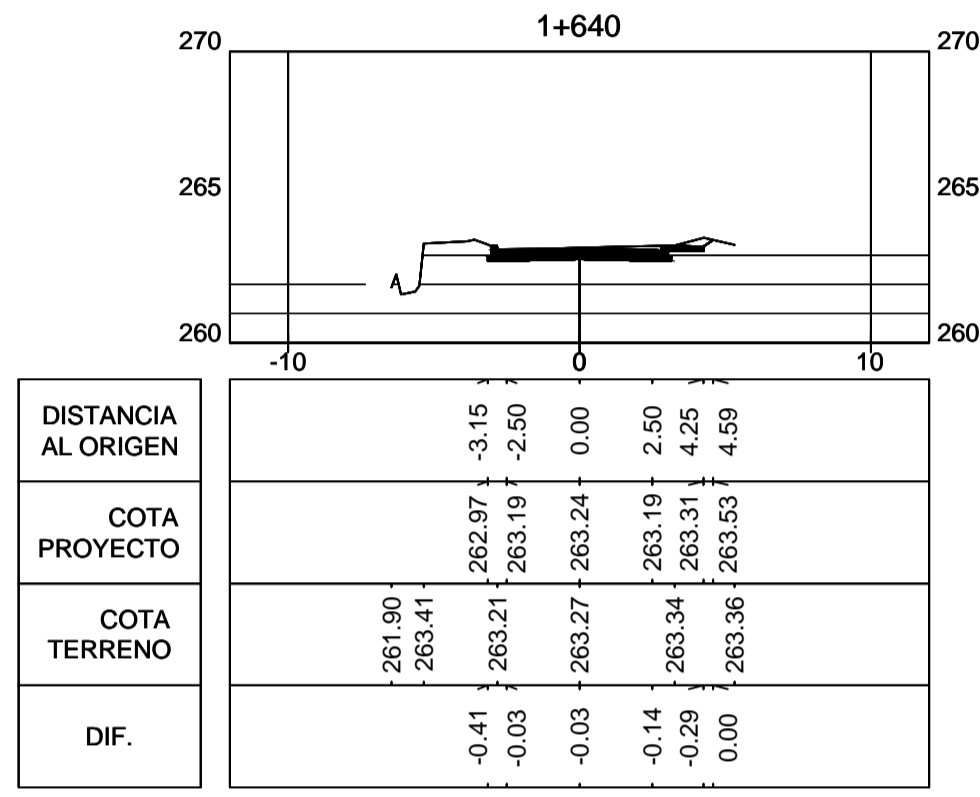 1+640
270 270
265 265
260 260
-10 0 10
DISTANCIA
AL ORIGEN
-3.15 -2.50 0.00 2.50 4.25 4.59
COTA
PROYECTO
262.97 263.19 263.24 263.19 263.31 263.53
COTA
TERRENO
261.90 263.41 263.21 263.27 263.34 263.36
DIF.
-0.41 -0.03 -0.03 -0.14 -0.29 0.00